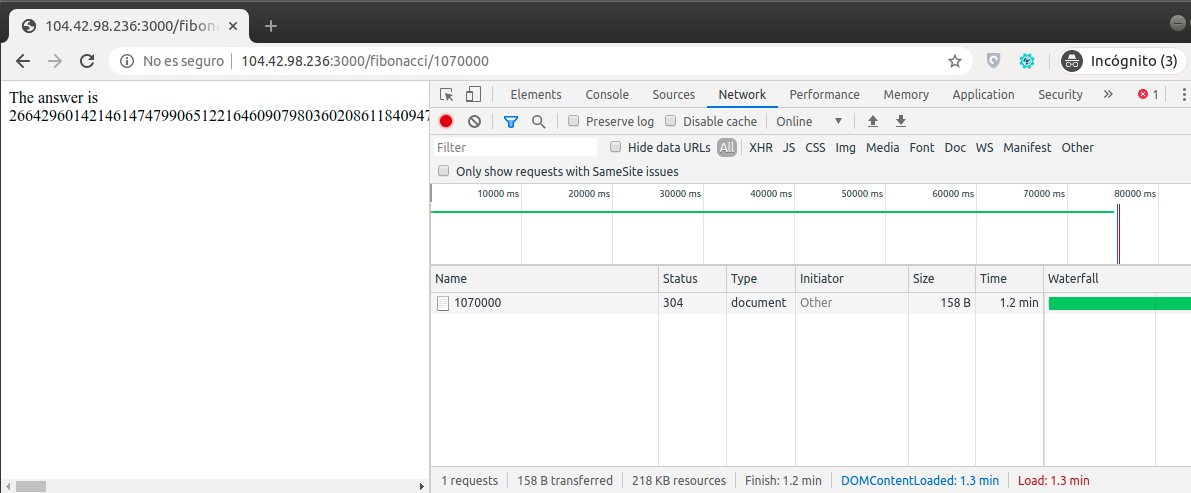 104.42.98.236:3000/fibona
No es seguro 104.42.98.236:3000/fibonacci/1070000 Incógnito (3)
The answer is
26642960142146147479906512216460907980360208611840947
Elements Console Sources Network Performance Memory Application Security » 1
Preserve log Disable cache Online
Filter Hide data URLs All XHR JS CSS Img Media Font Doc WS Manifest Other
Only show requests with SameSite issues
10000 ms 20000 ms 30000 ms 40000 ms 50000 ms 60000 ms 70000 ms 80000 ms
Name Status Type Initiator Size Time Waterfall
1070000 304 document Other 158 B 1.2 min
1 requests 158 B transferred 218 KB resources Finish: 1.2 min DOMContentLoaded: 1.3 min Load: 1.3 min